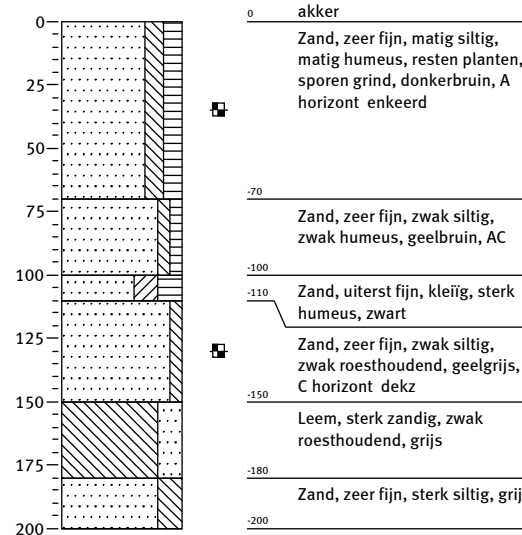 0
25
50
75
100
125
150
175
200
0 akker
Zand, zeer fijn, matig siltig,
matig humeus, resten planten,
sporen grind, donkerbruin, A
horizont enkeerd
-70
Zand, zeer fijn, zwak siltig,
zwak humeus, geelbruin, AC
-100
Zand, uiterst fijn, kleiïg, sterk
humeus, zwart
-110
Zand, zeer fijn, zwak siltig,
zwak roesthoudend, geelgrijs,
C horizont dekz
-150
Leem, sterk zandig, zwak
roesthoudend, grijs
-180
Zand, zeer fijn, sterk siltig, grij
-200